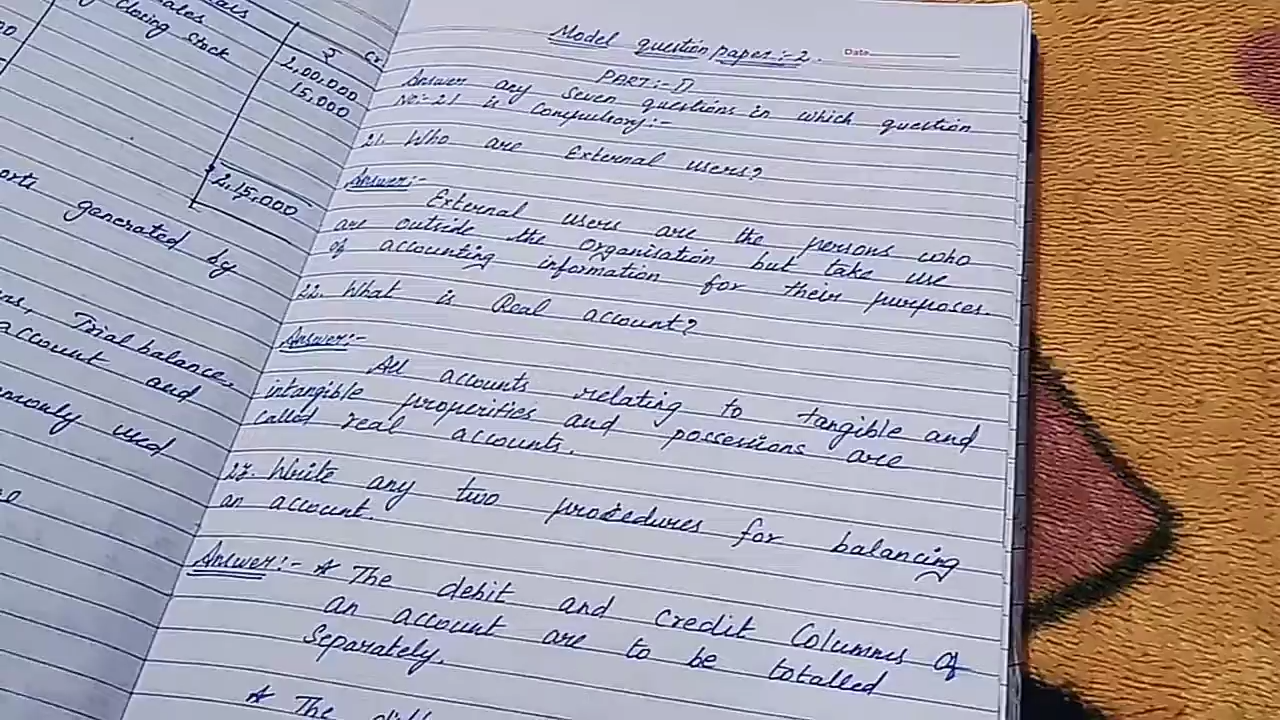 Sales
Closing Stock
₹
Cr
2,00,000
15,000
2,15,000
generated by
Trial balance,
account and
used
Model question paper:-2.
Date
PART:-II
Answer any Seven questions in which question
No:-21 is Compulsory:-
21. Who are External users?
Answer:-
External users are the persons who
are outside the organisation but take use
of accounting information for their purposes.
22. What is Real account?
Answer:-
All accounts relating to tangible and
intangible properities and possessions are
called real accounts.
23. Write any two procedures for balancing
an account.
Answer:- * The debit and credit Columns of
an account are to be totalled
Separately.
* The